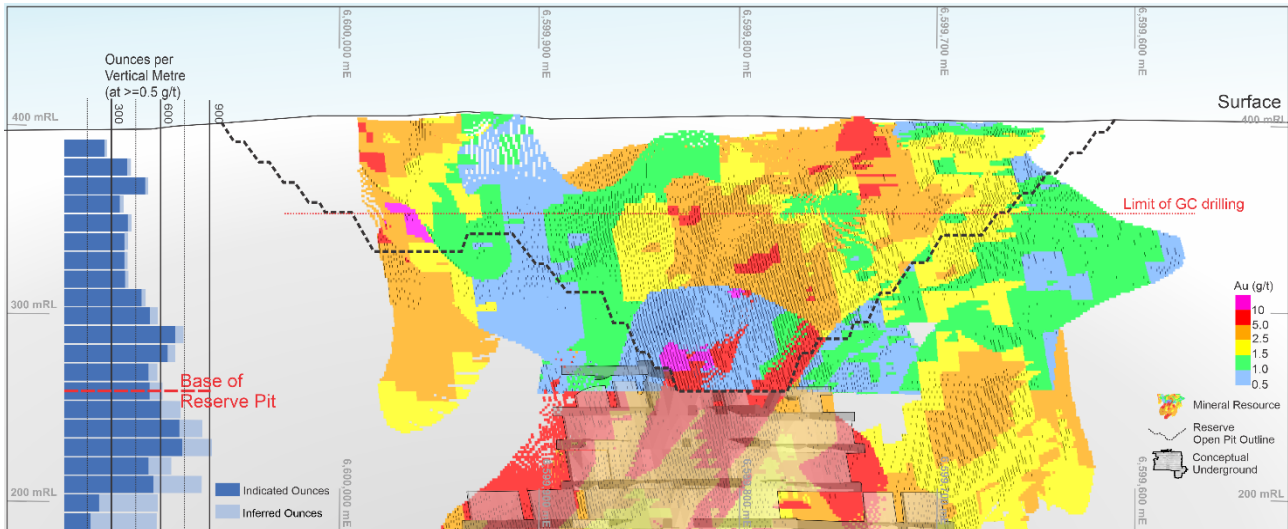 6,600,000 mE
6,599,900 mE
6,599,800 mE
6,599,700 mE
6,599,600 mE
Ounces per
Vertical Metre
(at >=0.5 g/t)
300
600
900
Surface
400 mRL
400 mRL
Limit of GC drilling
300 mRL
Au (g/t)
10
5.0
2.5
1.5
1.0
0.5
Base of
Reserve Pit
Mineral Resource
Reserve
Open Pit Outline
Conceptual
Underground
6,600,000 mE
6,599,800 mE
6,599,600 mE
Indicated Ounces
Inferred Ounces
200 mRL
200 mRL